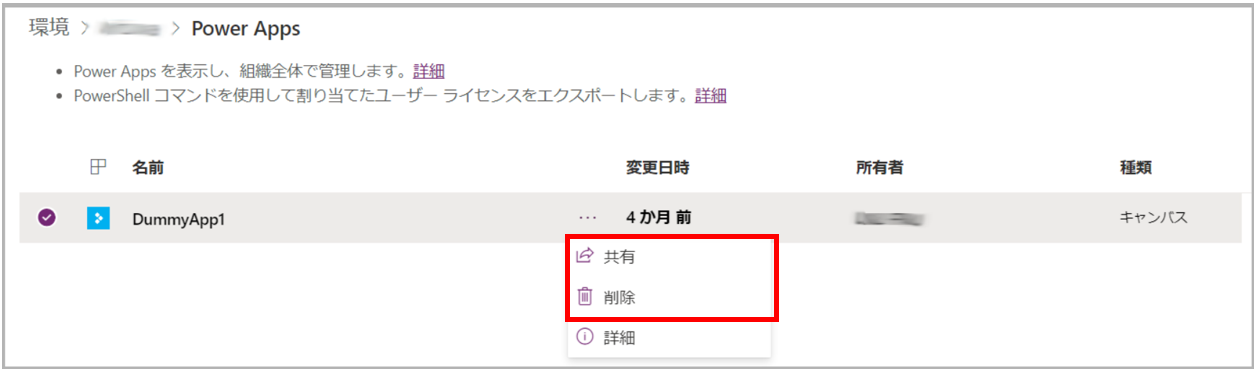 環境 > > Power Apps
• Power Apps を表示し、組織全体で管理します。詳細
• PowerShell コマンドを使用して割り当てたユーザー ライセンスをエクスポートします。詳細
名前 変更日時 所有者 種類
DummyApp1 ··· 4 か月 前 キャンバス
共有
削除
詳細